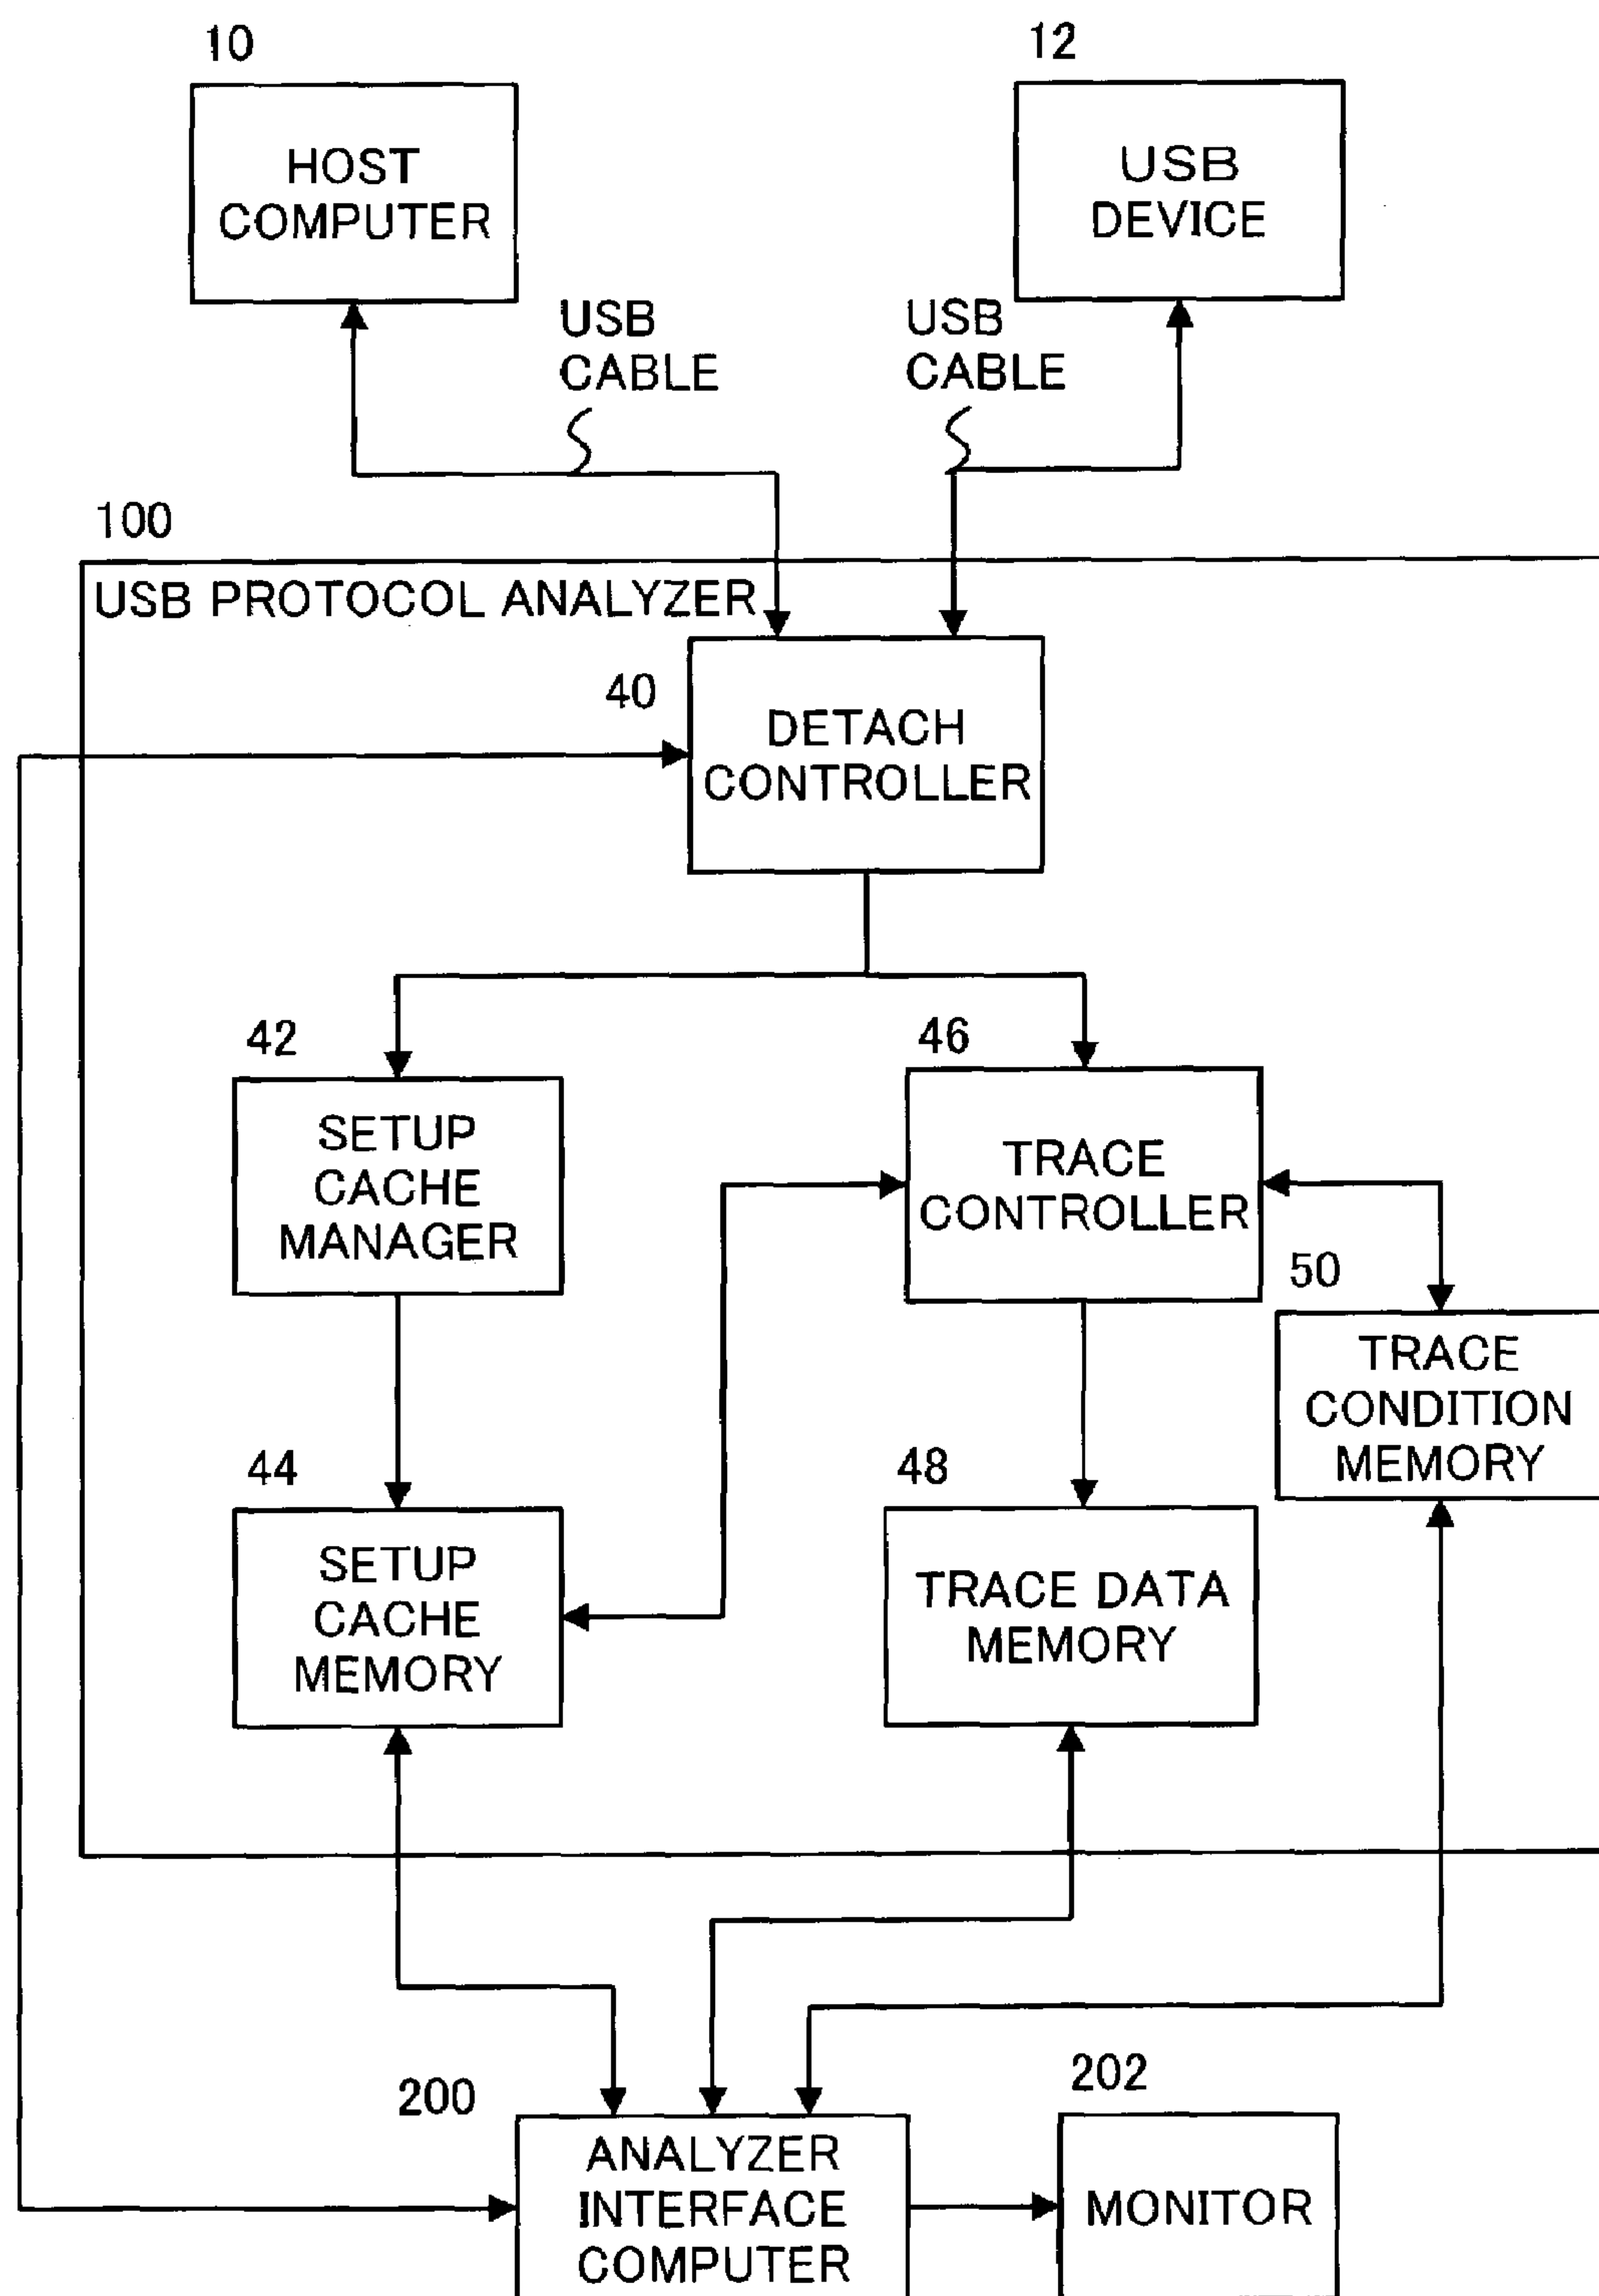 10
HOST
COMPUTER
12
USB
DEVICE
USB
CABLE
USB
CABLE
100
USB PROTOCOL ANALYZER
40
DETACH
CONTROLLER
42
SETUP
CACHE
MANAGER
46
TRACE
CONTROLLER
50
TRACE
CONDITION
MEMORY
44
SETUP
CACHE
MEMORY
48
TRACE DATA
MEMORY
200
ANALYZER
INTERFACE
COMPUTER
202
MONITOR